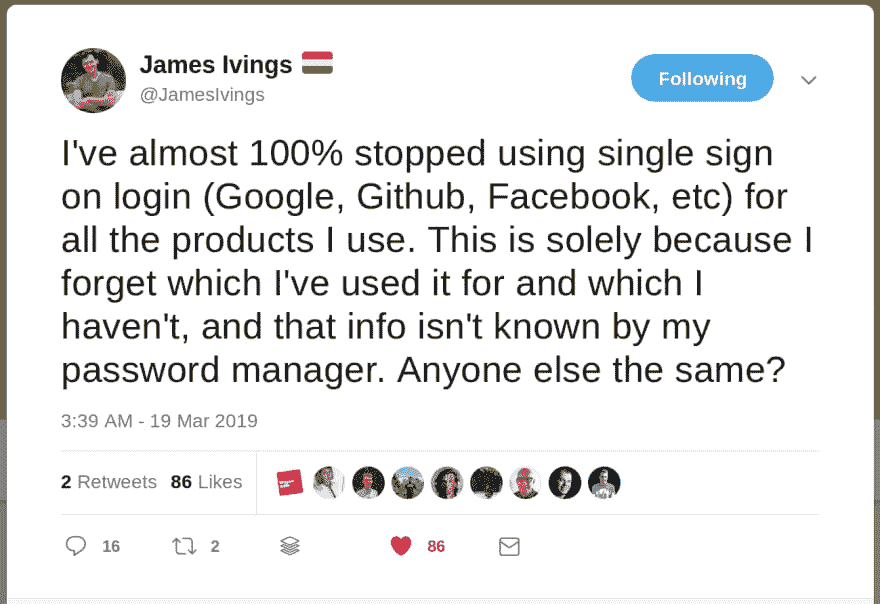 James Ivings
@JamesIvings
Following
I've almost 100% stopped using single sign
on login (Google, Github, Facebook, etc) for
all the products I use. This is solely because I
forget which I've used it for and which I
haven't, and that info isn't known by my
password manager. Anyone else the same?
3:39 AM - 19 Mar 2019
2 Retweets 86 Likes
16 2 86